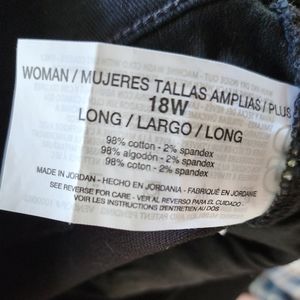 WOMAN / MUJERES TALLAS AMPLIAS / PLUS
18W
LONG / LARGO / LONG
98% cotton - 2% spandex
98% algodón - 2% spandex
98% coton - 2% spandex
MADE IN JORDAN - HECHO EN JORDANIA - FABRIQUÉ EN JORDANIE
SEE REVERSE FOR CARE - VER AL REVERSO PARA EL CUIDADO -
VOIR LES INSTRUCTIONS D'ENTRETIEN AU DOS